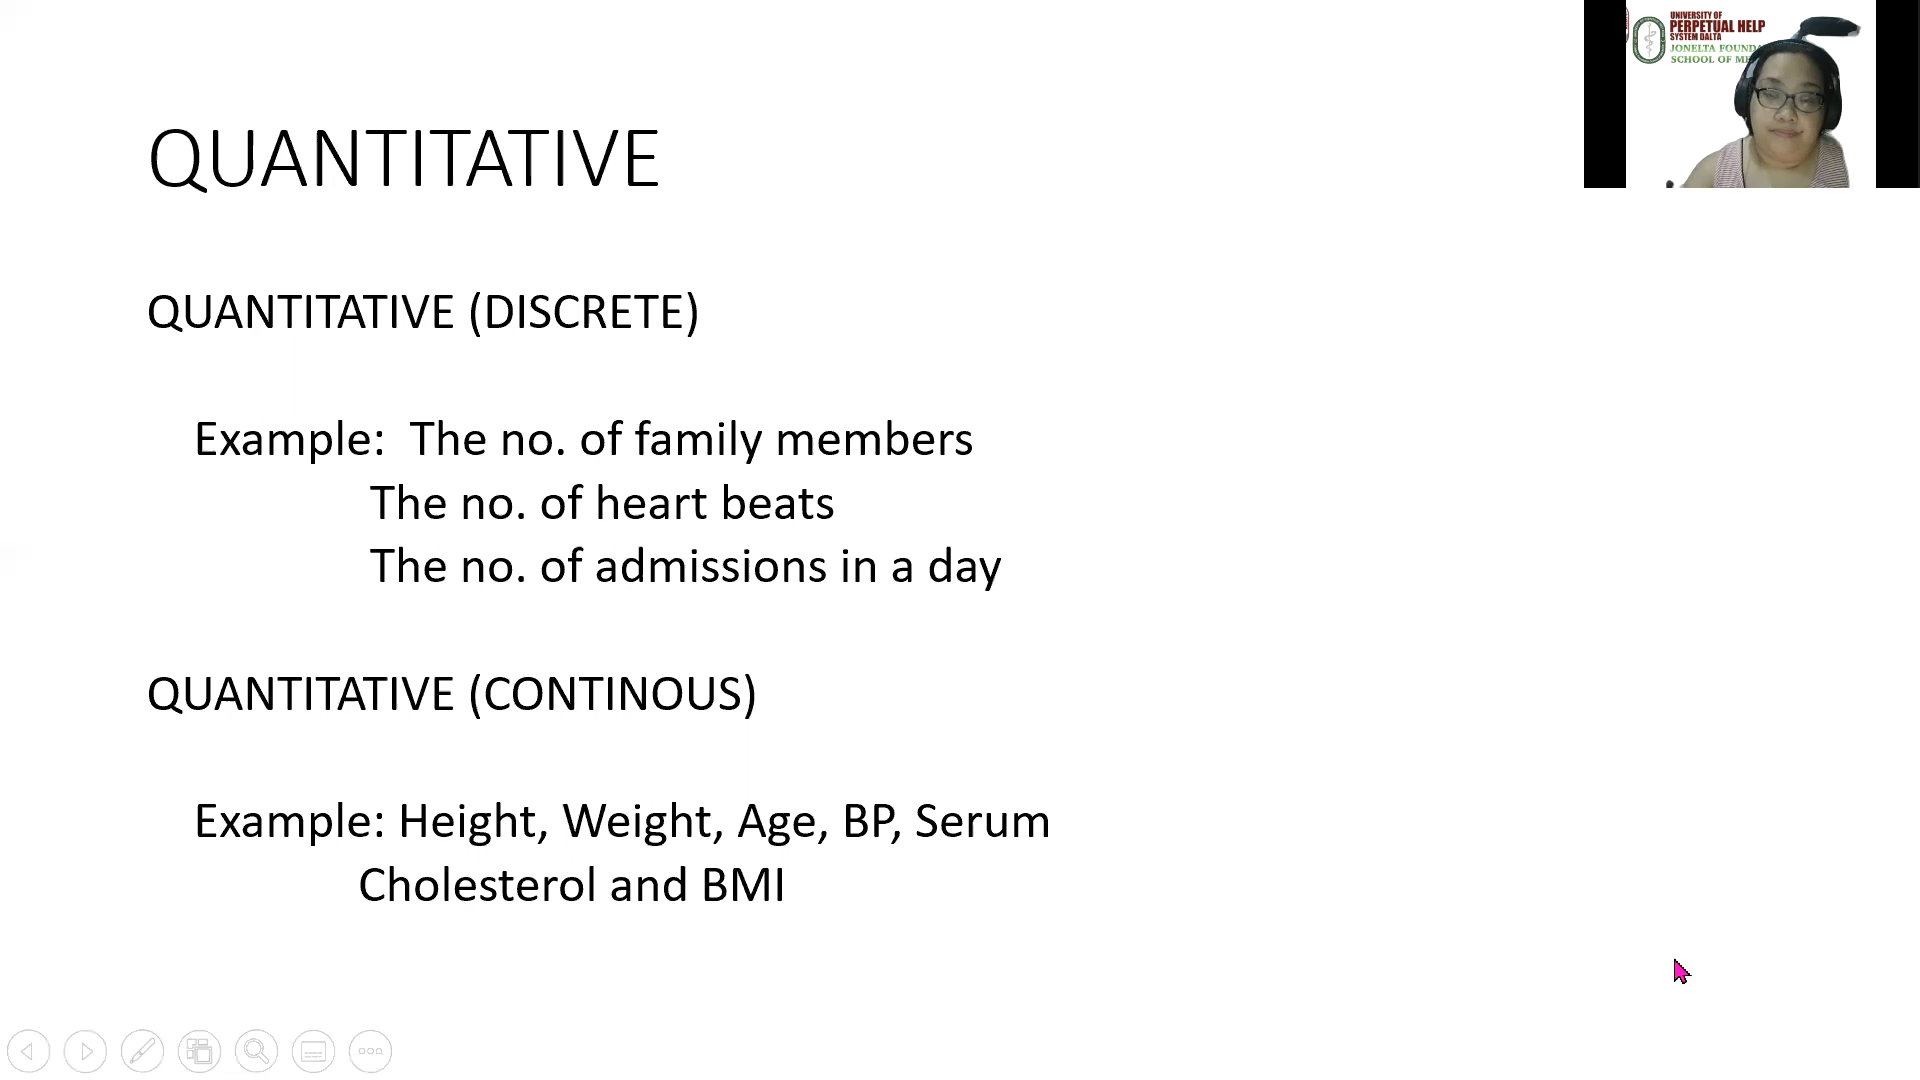 UNIVERSITY OF
PERPETUAL HELP
SYSTEM DALTA
JONELTA
SCHOOL OF
QUANTITATIVE
QUANTITATIVE (DISCRETE)
Example:  The no. of family members
The no. of heart beats
The no. of admissions in a day
QUANTITATIVE (CONTINOUS)
Example: Height, Weight, Age, BP, Serum
Cholesterol and BMI